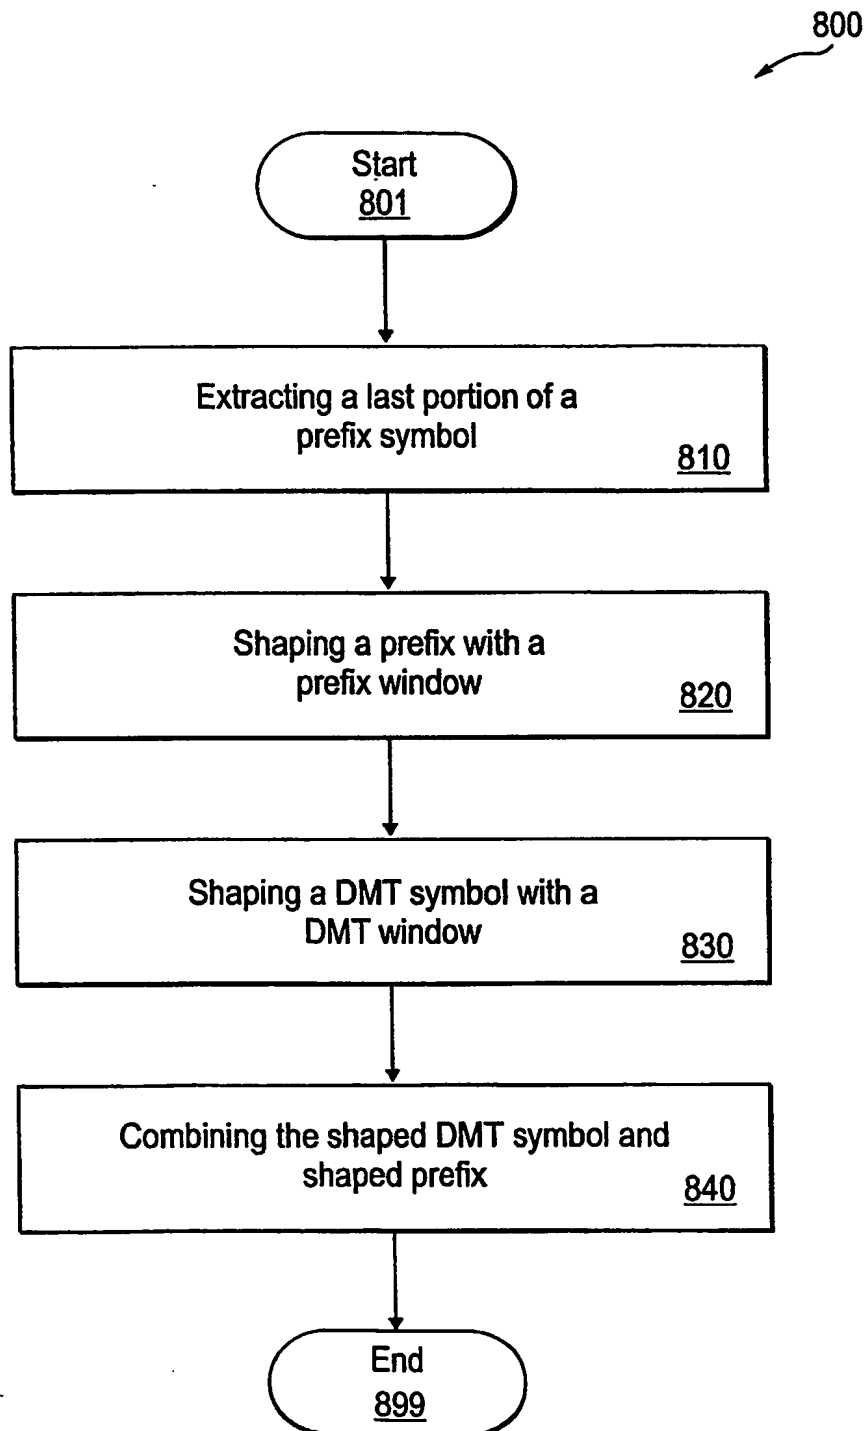 800
Start
801
Extracting a last portion of a
prefix symbol
810
Shaping a prefix with a
prefix window
820
Shaping a DMT symbol with a
DMT window
830
Combining the shaped DMT symbol and
shaped prefix
840
End
899